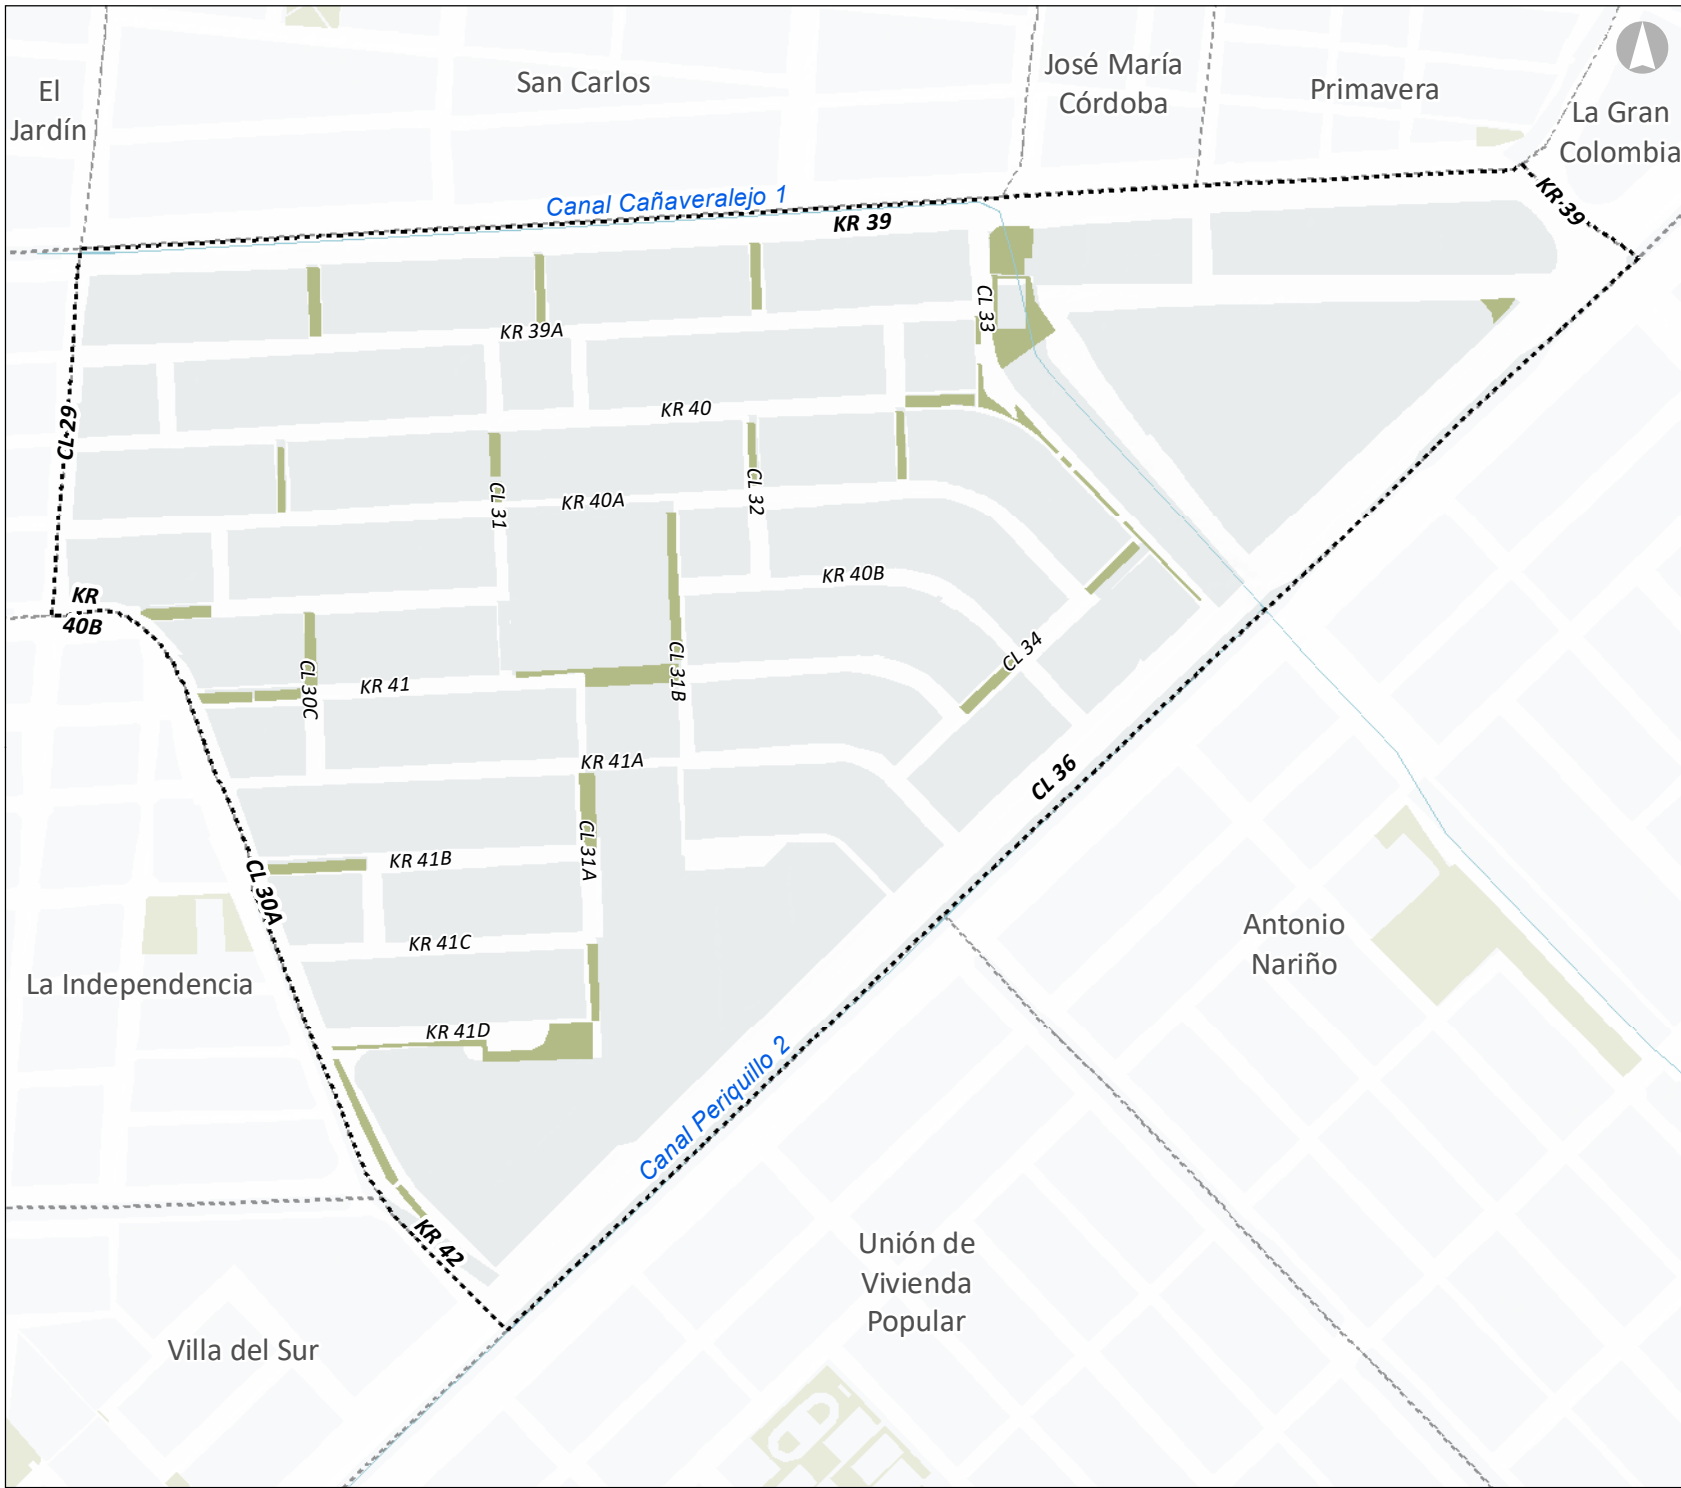 San Carlos
José María
Córdoba
Primavera
El
Jardín
La Gran
Colombia
Canal Cañaveralejo 1
KR 39
KR 39
CL 33
KR 39A
KR 40
CL 29
CL 31
KR 40A
CL 32
KR 40B
KR
40B
CL 34
CL 30C
KR 41
CL 31B
KR 41A
CL 36
CL 31A
KR 41B
CL 30A
KR 41C
Antonio
Nariño
La Independencia
KR 41D
Canal Periquillo 2
KR 42
Unión de
Vivienda
Popular
Villa del Sur